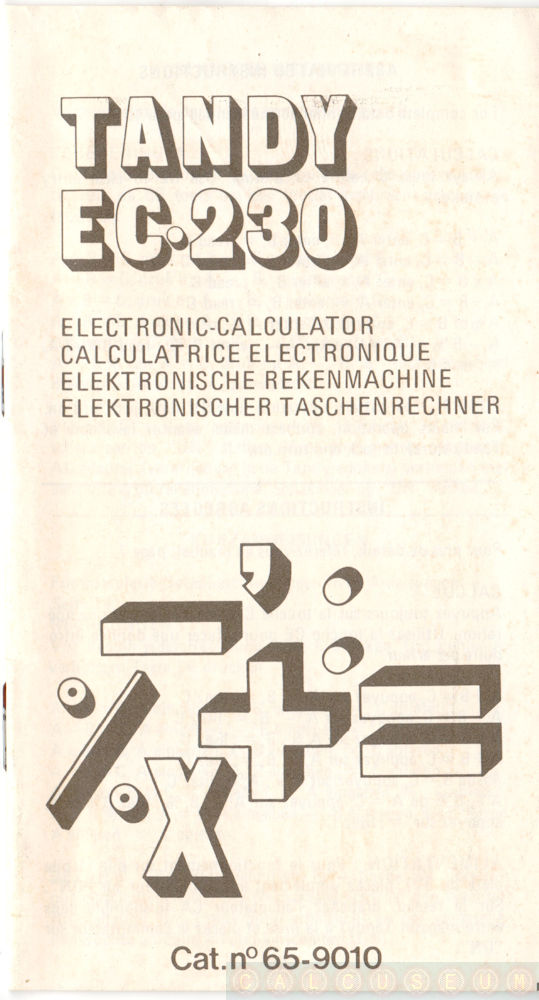 TANDY
EC-230
ELECTRONIC-CALCULATOR
CALCULATRICE ELECTRONIQUE
ELEKTRONISCHE REKENMACHINE
ELEKTRONISCHER TASCHENRECHNER
,
− ÷
% + =
x
Cat.nº 65-9010
CALCUSEUM